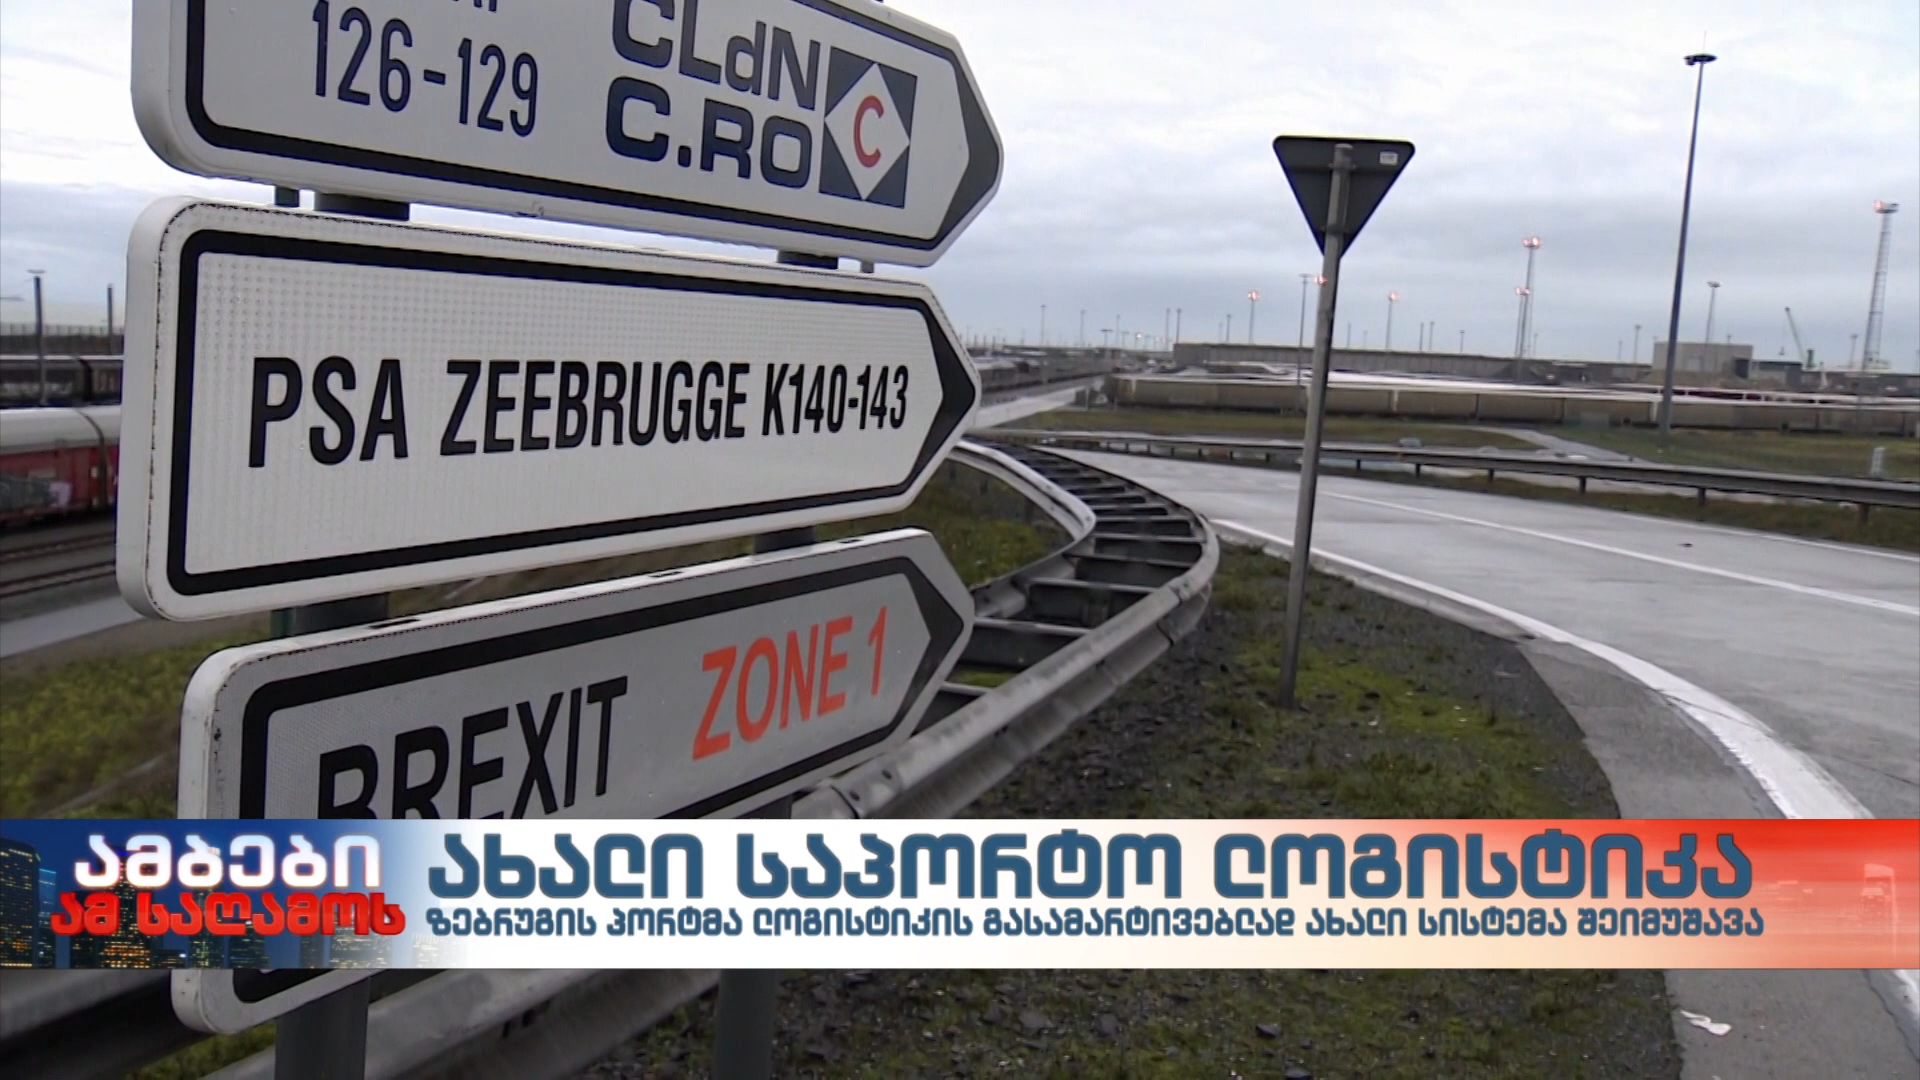 126-129
CLdN
C.RO
C
PSA ZEEBRUGGE K140-143
BREXIT ZONE 1
ამბები
ამ საღამოს
ახალი საპორტო ლოგისტიკა
ზებრუგის პორტმა ლოგისტიკის გასამარტივებლად ახალი სისტემა შეიმუშავა